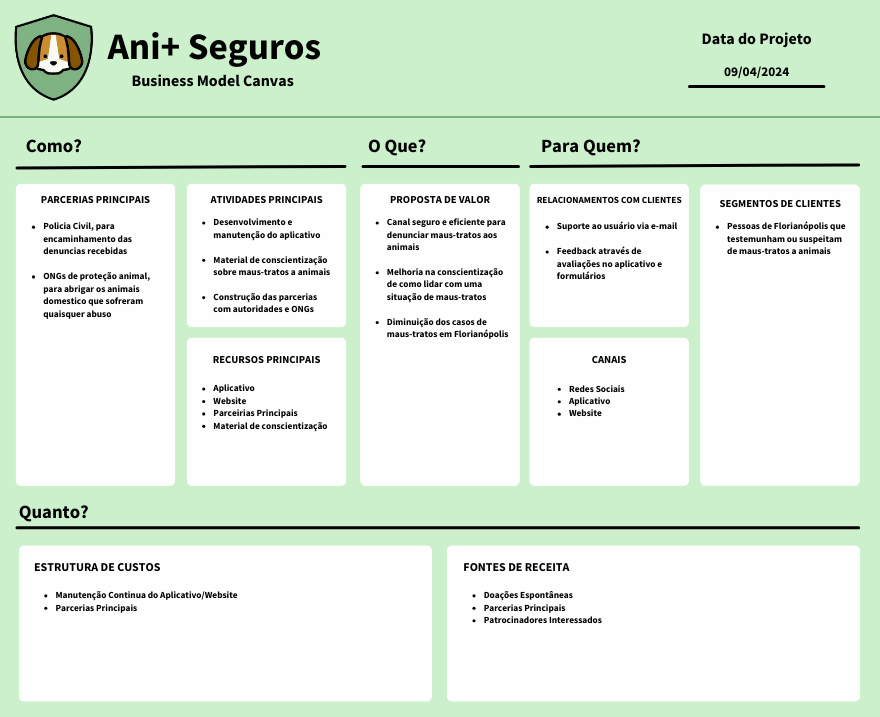 Ani+ Seguros
Business Model Canvas
Data do Projeto
09/04/2024
Como?
O Que?
Para Quem?
PARCERIAS PRINCIPAIS
• Policia Civil, para
encaminhamento das
denuncias recebidas
• ONGs de proteção animal,
para abrigar os animais
domestico que sofreram
quaisquer abuso
ATIVIDADES PRINCIPAIS
• Desenvolvimento e
manutenção do aplicativo
• Material de conscientização
sobre maus-tratos a animais
• Construção das parcerias
com autoridades e ONGs
RECURSOS PRINCIPAIS
• Aplicativo
• Website
• Parceirias Principais
• Material de conscientização
PROPOSTA DE VALOR
• Canal seguro e eficiente para
denunciar maus-tratos aos
animais
• Melhoria na conscientização
de como lidar com uma
situação de maus-tratos
• Diminuição dos casos de
maus-tratos em Florianópolis
RELACIONAMENTOS COM CLIENTES
• Suporte ao usuário via e-mail
• Feedback através de
avaliações no aplicativo e
formulários
CANAIS
• Redes Sociais
• Aplicativo
• Website
SEGMENTOS DE CLIENTES
• Pessoas de Florianópolis que
testemunham ou suspeitam
de maus-tratos a animais
Quanto?
ESTRUTURA DE CUSTOS
• Manutenção Continua do Aplicativo/Website
• Parcerias Principais
FONTES DE RECEITA
• Doações Espontâneas
• Parcerias Principais
• Patrocinadores Interessados